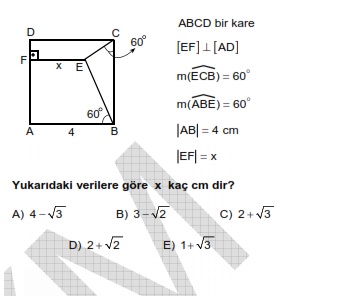 D
C
60°
F
x
E
60°
A
4
B
ABCD bir kare
[EF] ⊥ [AD]
m(ECB) = 60°
m(ABE) = 60°
|AB| = 4 cm
|EF| = x
Yukarıdaki verilere göre x kaç cm dir?
A) 4 – √3 B) 3 – √2 C) 2 + √3
D) 2 + √2 E) 1 + √3